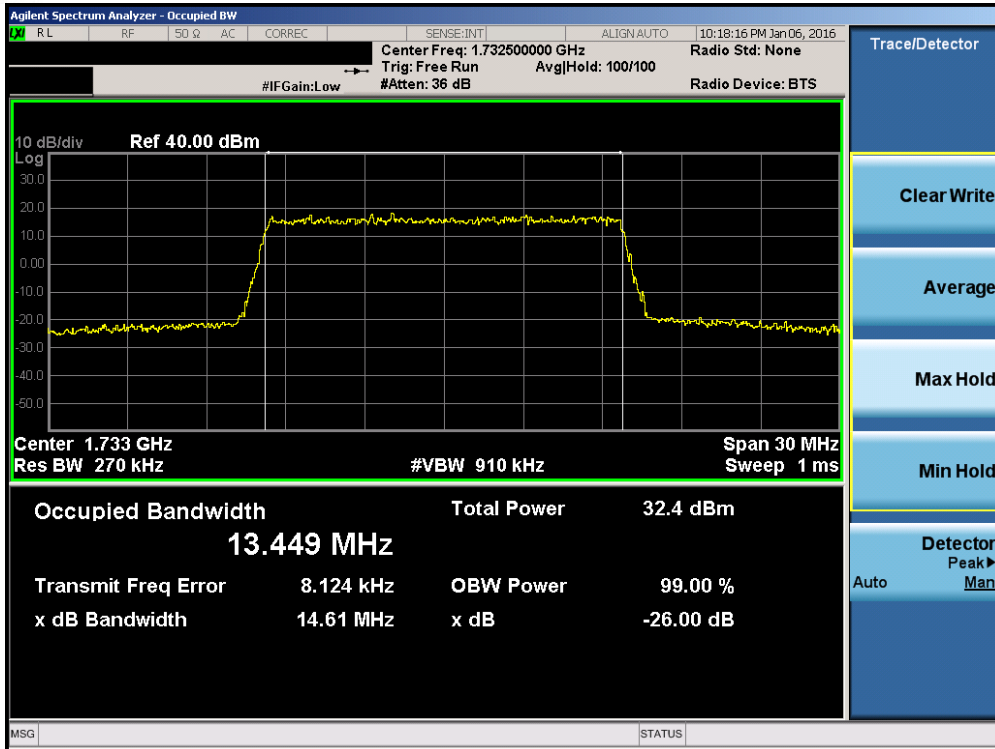 Agilent Spectrum Analyzer - Occupied BW
LXI RL RF 50 Ω AC CORREC SENSE:INT ALIGN AUTO 10:18:16 PM Jan 06, 2016
Center Freq: 1.732500000 GHz Radio Std: None
Trig: Free Run Avg|Hold: 100/100
#IFGain:Low #Atten: 36 dB Radio Device: BTS
10 dB/div Ref 40.00 dBm
Log
30.0
20.0
10.0
0.00
-10.0
-20.0
-30.0
-40.0
-50.0
Center 1.733 GHz Span 30 MHz
Res BW 270 kHz #VBW 910 kHz Sweep 1 ms
Occupied Bandwidth Total Power 32.4 dBm
13.449 MHz
Transmit Freq Error 8.124 kHz OBW Power 99.00 %
x dB Bandwidth 14.61 MHz x dB -26.00 dB
MSG STATUS
Trace/Detector
Clear Write
Average
Max Hold
Min Hold
Detector
Peak▶
Auto Man